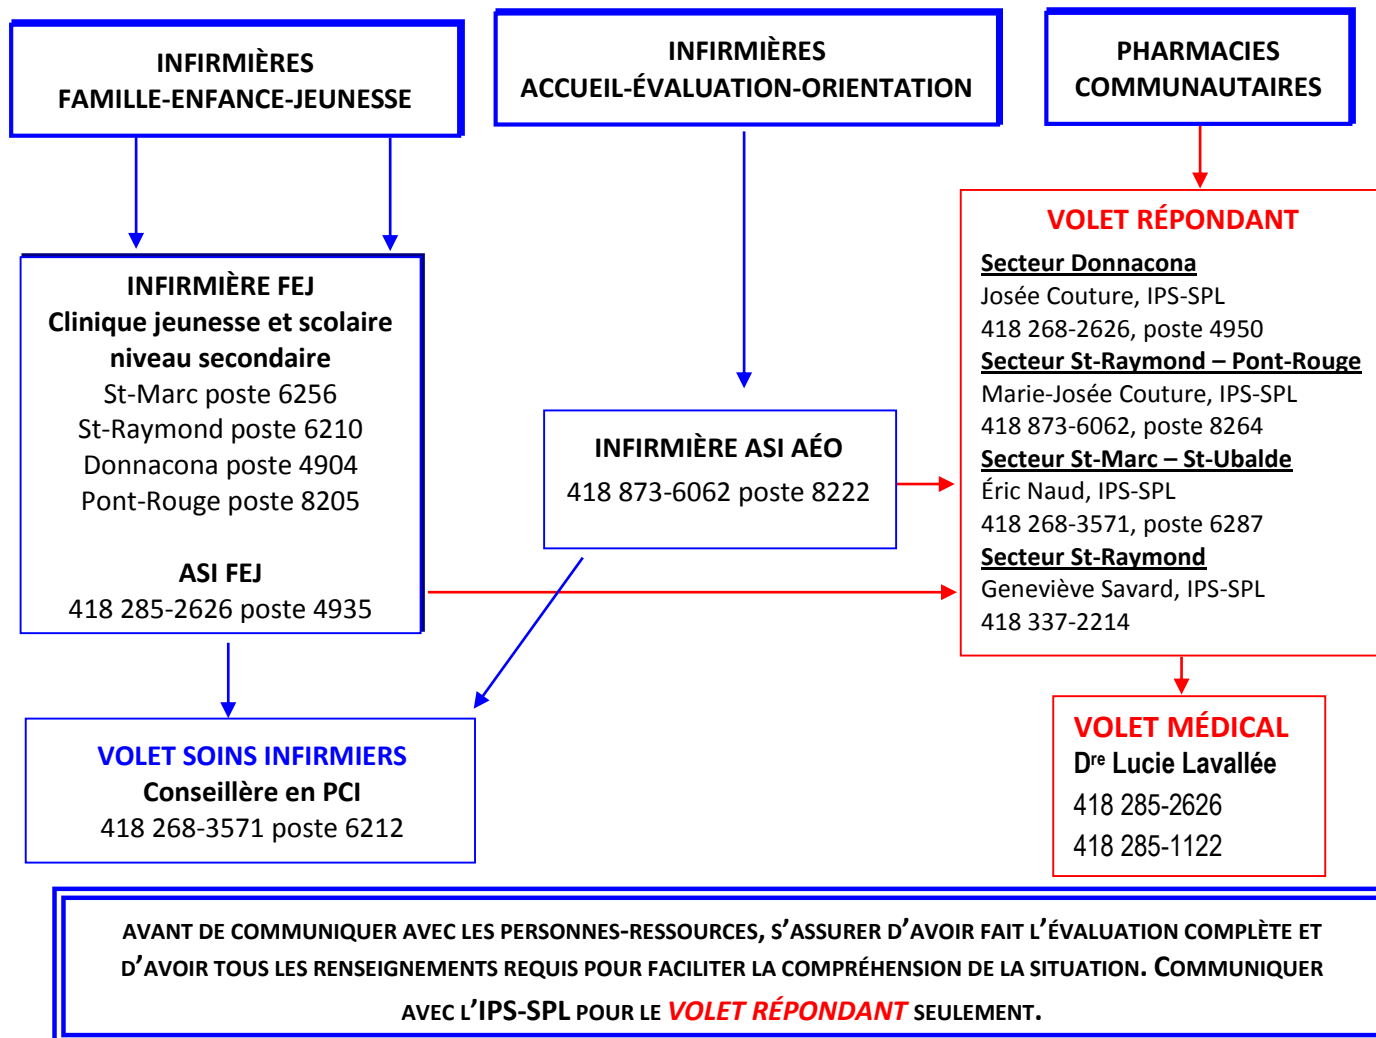 INFIRMIÈRES
FAMILLE-ENFANCE-JEUNESSE
INFIRMIÈRES
ACCUEIL-ÉVALUATION-ORIENTATION
PHARMACIES
COMMUNAUTAIRES
INFIRMIÈRE FEJ
Clinique jeunesse et scolaire
niveau secondaire
St-Marc poste 6256
St-Raymond poste 6210
Donnacona poste 4904
Pont-Rouge poste 8205
ASI FEJ
418 285-2626 poste 4935
INFIRMIÈRE ASI AÉO
418 873-6062 poste 8222
VOLET RÉPONDANT
Secteur Donnacona
Josée Couture, IPS-SPL
418 268-2626, poste 4950
Secteur St-Raymond – Pont-Rouge
Marie-Josée Couture, IPS-SPL
418 873-6062, poste 8264
Secteur St-Marc – St-Ubalde
Éric Naud, IPS-SPL
418 268-3571, poste 6287
Secteur St-Raymond
Geneviève Savard, IPS-SPL
418 337-2214
VOLET SOINS INFIRMIERS
Conseillère en PCI
418 268-3571 poste 6212
VOLET MÉDICAL
Dre Lucie Lavallée
418 285-2626
418 285-1122
AVANT DE COMMUNIQUER AVEC LES PERSONNES-RESSOURCES, S'ASSURER D'AVOIR FAIT L'ÉVALUATION COMPLÈTE ET
D'AVOIR TOUS LES RENSEIGNEMENTS REQUIS POUR FACILITER LA COMPRÉHENSION DE LA SITUATION. COMMUNIQUER
AVEC L'IPS-SPL POUR LE VOLET RÉPONDANT SEULEMENT.